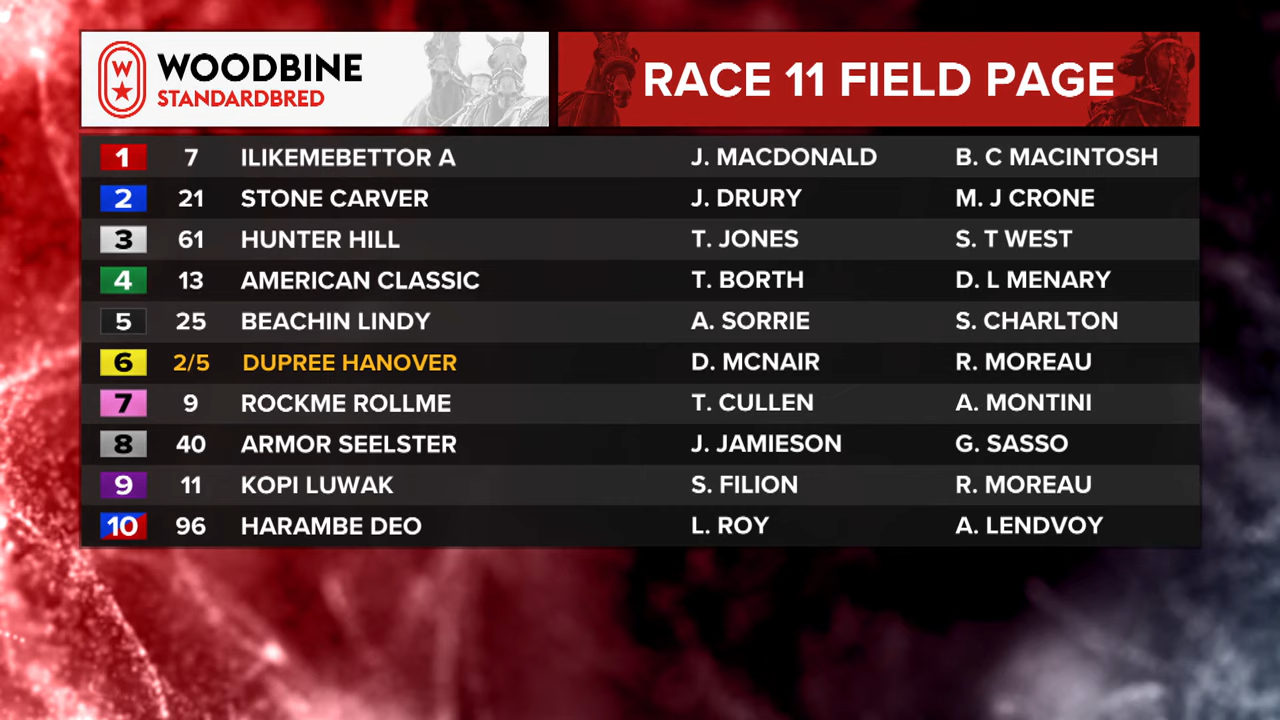 W
WOODBINE
STANDARDBRED
RACE 11 FIELD PAGE
1 7 ILIKEMEBETTOR A J. MACDONALD B. C MACINTOSH
2 21 STONE CARVER J. DRURY M. J CRONE
3 61 HUNTER HILL T. JONES S. T WEST
4 13 AMERICAN CLASSIC T. BORTH D. L MENARY
5 25 BEACHIN LINDY A. SORRIE S. CHARLTON
6 2/5 DUPREE HANOVER D. MCNAIR R. MOREAU
7 9 ROCKME ROLLME T. CULLEN A. MONTINI
8 40 ARMOR SEELSTER J. JAMIESON G. SASSO
9 11 KOPI LUWAK S. FILION R. MOREAU
10 96 HARAMBE DEO L. ROY A. LENDVOY